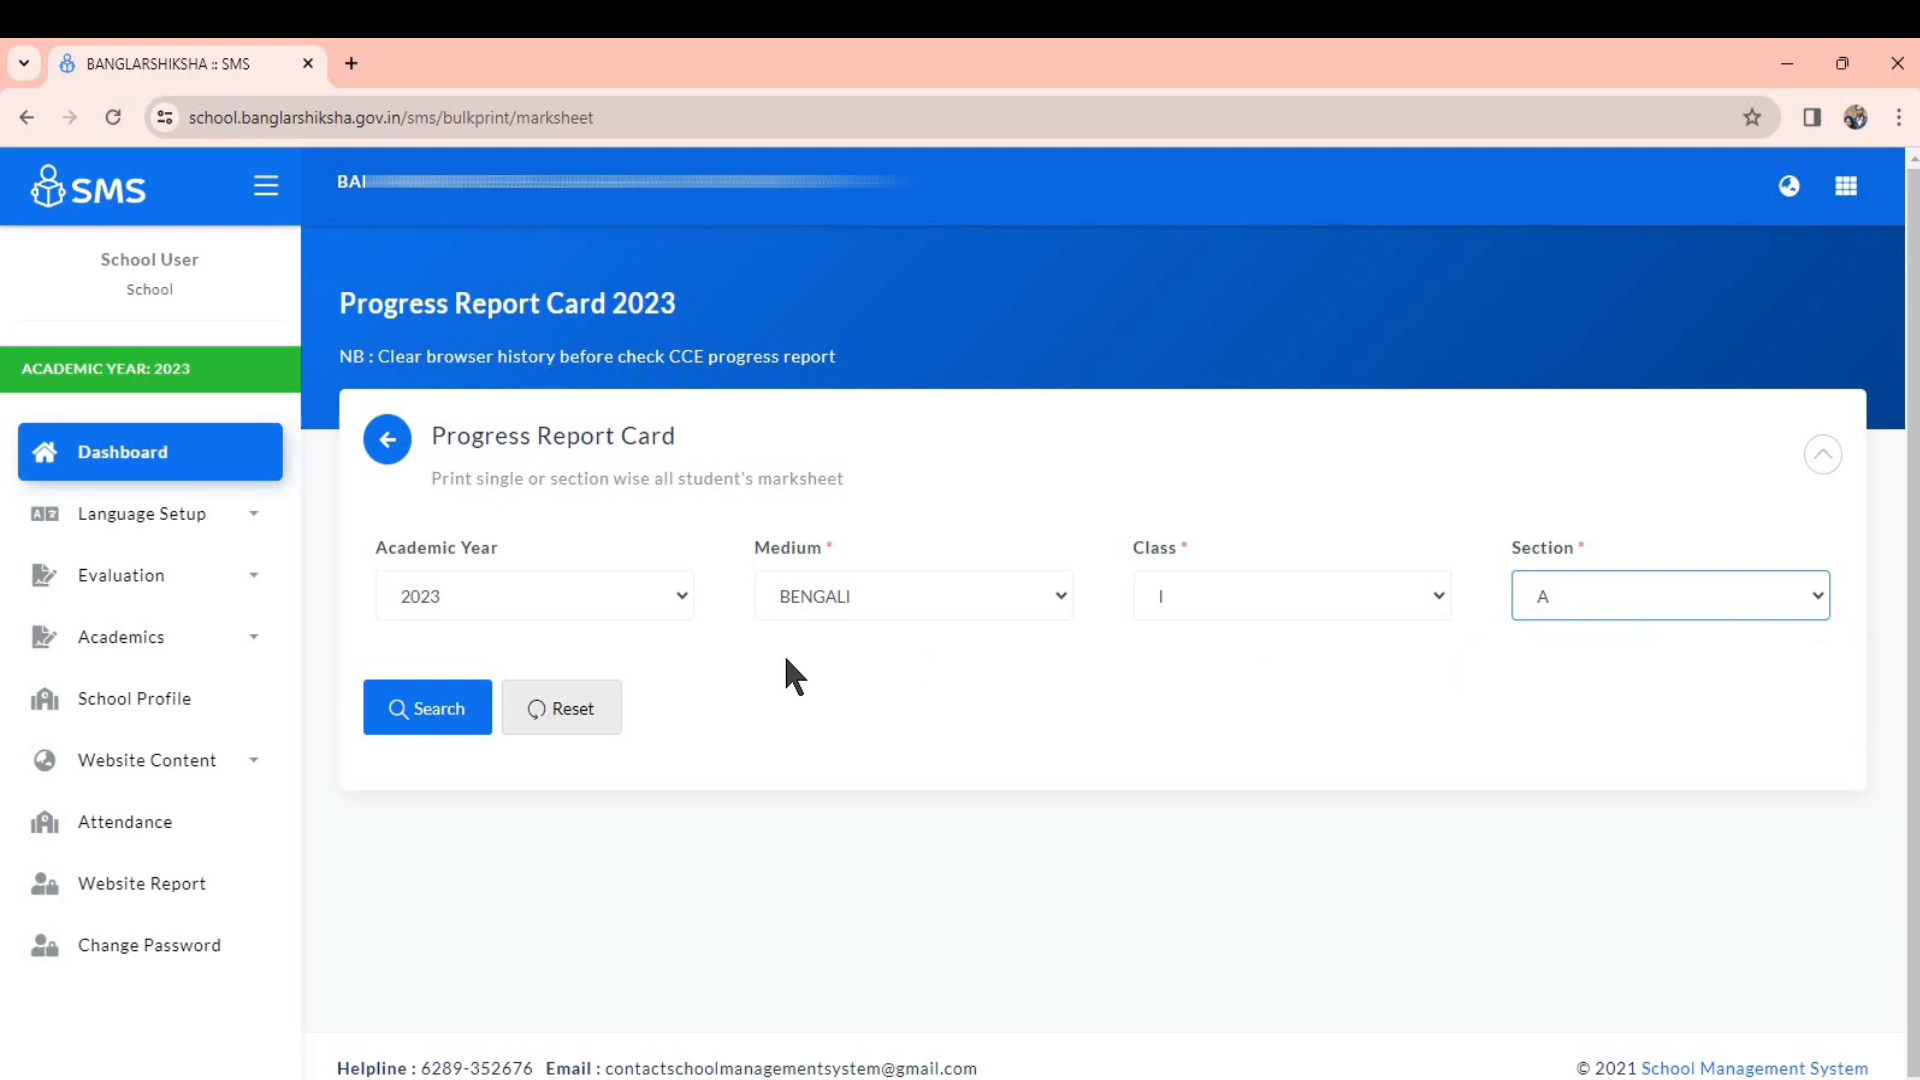 BANGLARSHIKSHA :: SMS
school.banglarshiksha.gov.in/sms/bulkprint/marksheet
SMS
School User
School
ACADEMIC YEAR: 2023
Dashboard
Language Setup
Evaluation
Academics
School Profile
Website Content
Attendance
Website Report
Change Password
Progress Report Card 2023
NB : Clear browser history before check CCE progress report
Progress Report Card
Print single or section wise all student's marksheet
Academic Year Medium * Class * Section *
2023 BENGALI I A
Search Reset
Helpline : 6289-352676 Email : contactschoolmanagementsystem@gmail.com
© 2021 School Management System